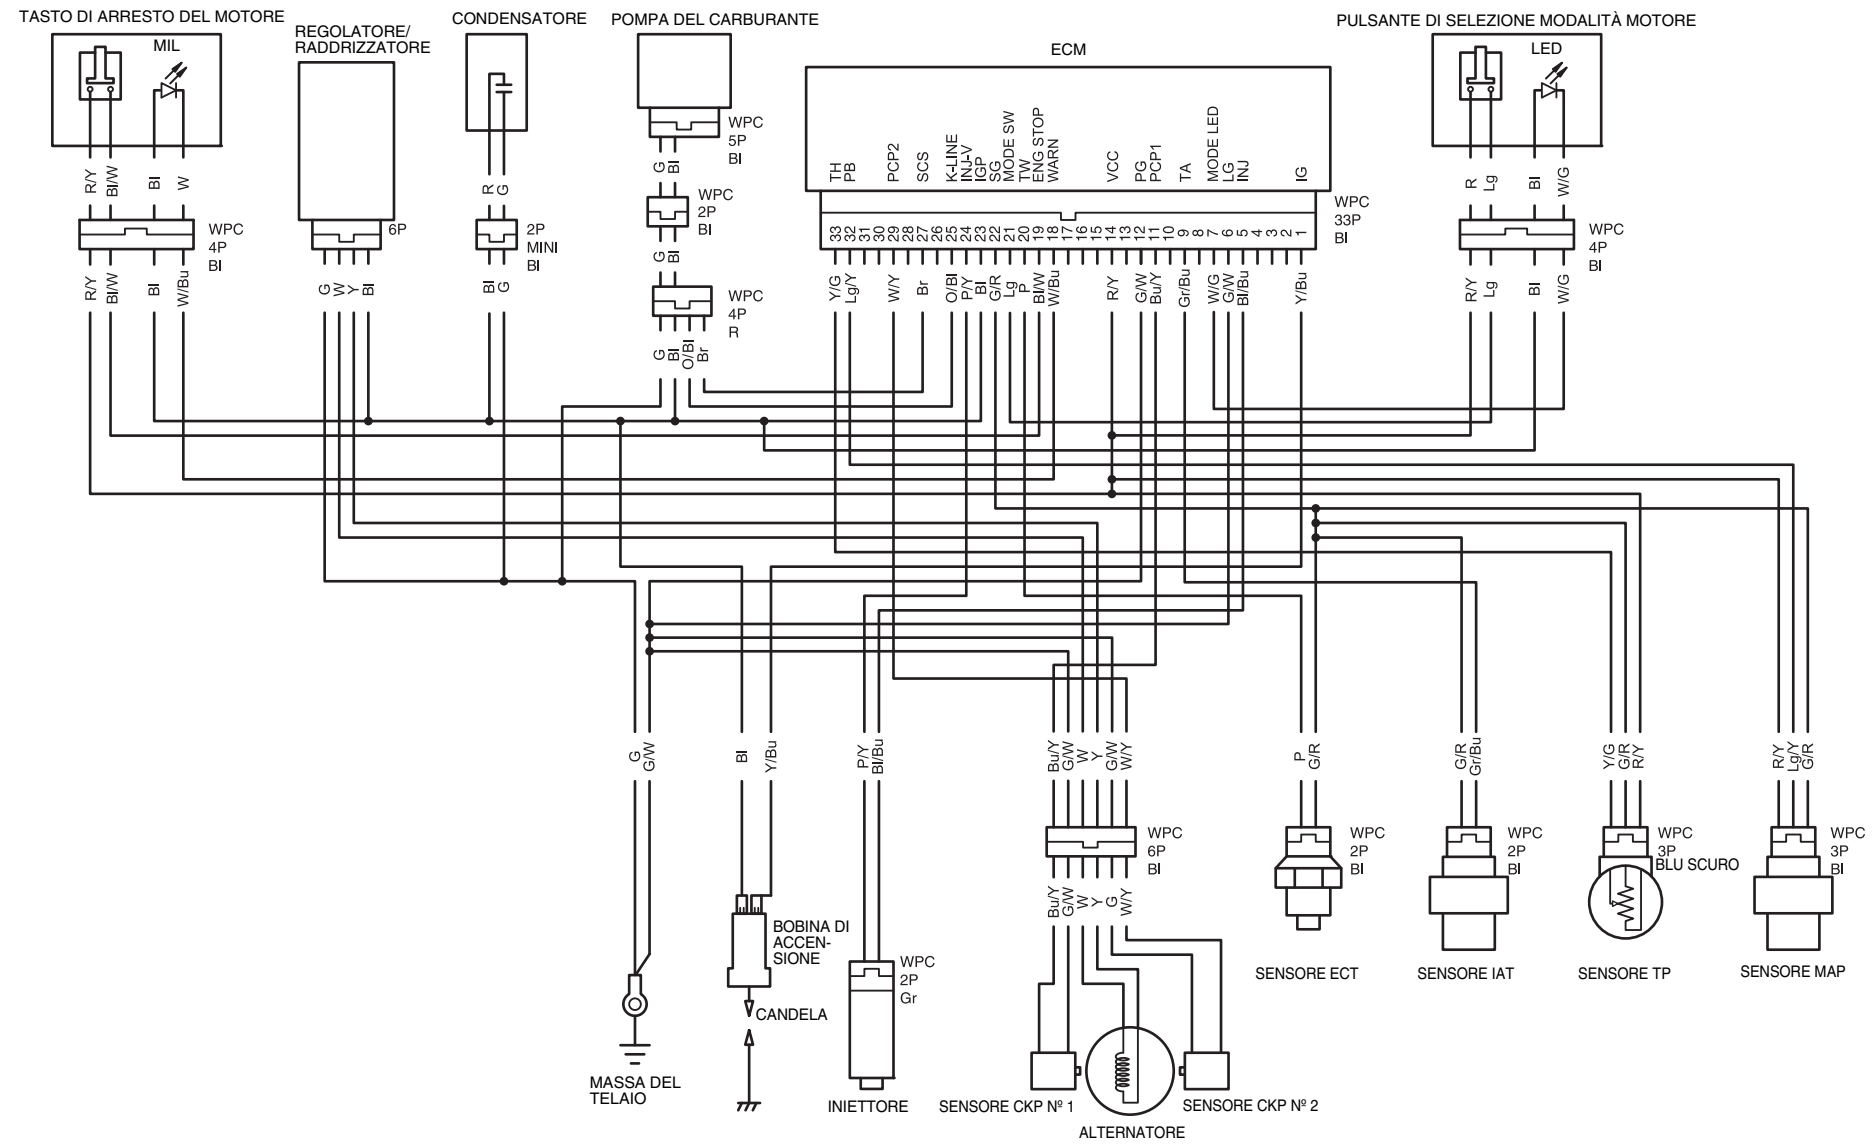 TASTO DI ARRESTO DEL MOTORE
MIL
R/Y
Bl/W
Bl
W
WPC
4P
Bl
R/Y
Bl/W
Bl
W/Bu
REGOLATORE/
RADDRIZZATORE
6P
G
W
Y
Bl
CONDENSATORE
R
G
2P
MINI
Bl
Bl
G
POMPA DEL CARBURANTE
WPC
5P
Bl
G
Bl
WPC
2P
Bl
G
Bl
WPC
4P
R
G
Bl
O/Bl
Br
ECM
TH
PB
PCP2
SCS
K-LINE
INJ-V
IGP
SG
MODE SW
TW
ENG STOP
WARN
VCC
PG
PCP1
TA
MODE LED
LG
INJ
IG
WPC
33P
Bl
33
32
31
30
29
28
27
26
25
24
23
22
21
20
19
18
17
16
15
14
13
12
11
10
9
8
7
6
5
4
3
2
1
Y/G
Lg/Y
W/Y
Br
O/Bl
P/Y
Bl
G/R
Lg
P
Bl/W
W/Bu
R/Y
G/W
Bu/Y
Gr/Bu
W/G
G/W
Bl/Bu
Y/Bu
PULSANTE DI SELEZIONE MODALITÀ MOTORE
LED
R
Lg
Bl
W/G
WPC
4P
Bl
R/Y
Lg
Bl
W/G
G
G/W
MASSA DEL
TELAIO
Bl
Y/Bu
BOBINA DI
ACCEN-
SIONE
CANDELA
P/Y
Bl/Bu
WPC
2P
Gr
INIETTORE
Bu/Y
G/W
W
Y
G/W
W/Y
WPC
6P
Bl
Bu/Y
G/W
W
Y
G
W/Y
SENSORE CKP Nº 1
ALTERNATORE
SENSORE CKP Nº 2
P
G/R
WPC
2P
Bl
SENSORE ECT
G/R
Gr/Bu
WPC
2P
Bl
SENSORE IAT
Y/G
G/R
R/Y
WPC
3P
BLU SCURO
SENSORE TP
R/Y
Lg/Y
G/R
WPC
3P
Bl
SENSORE MAP